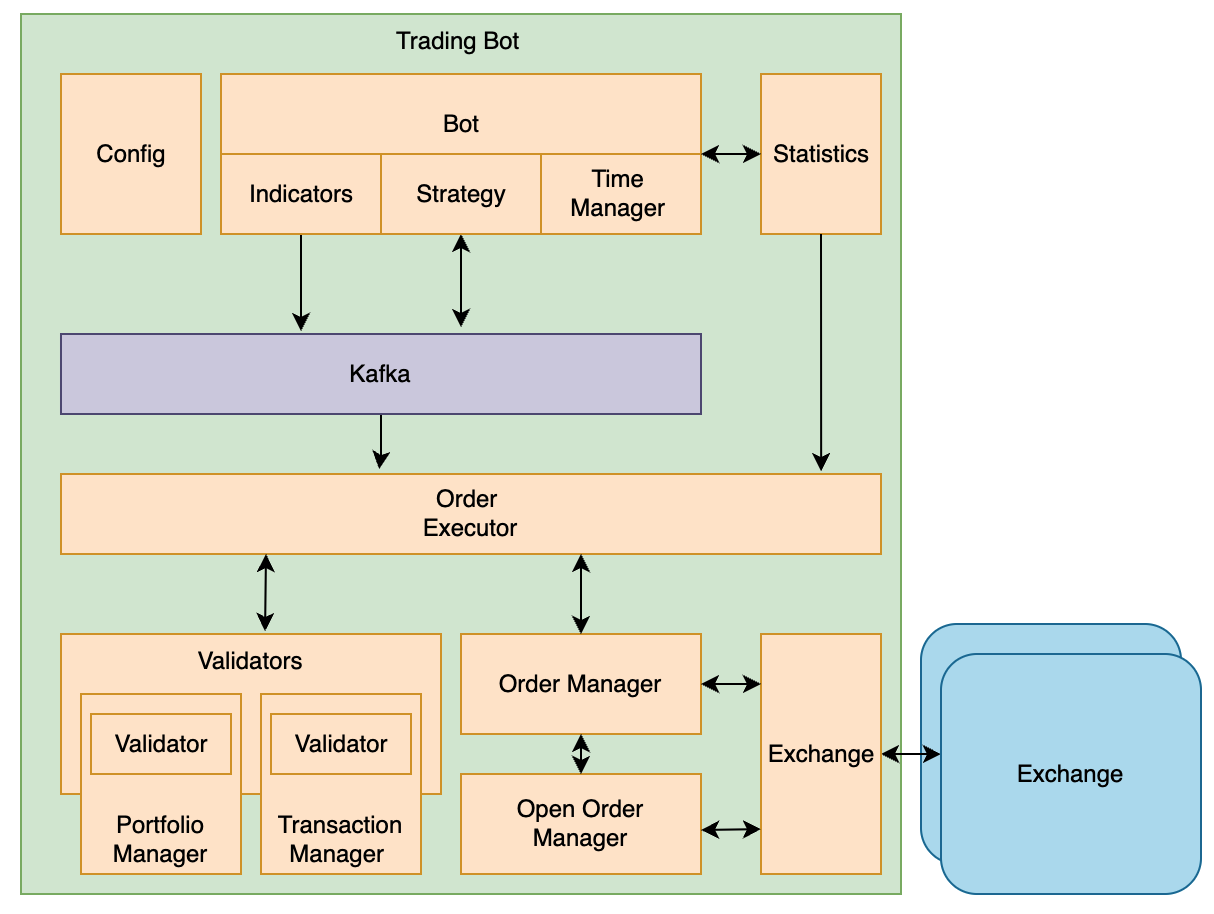 Trading Bot
Config
Bot
Statistics
Indicators
Strategy
Time
Manager
Kafka
Order
Executor
Validators
Validator
Validator
Portfolio
Manager
Transaction
Manager
Order Manager
Open Order
Manager
Exchange
Exchange